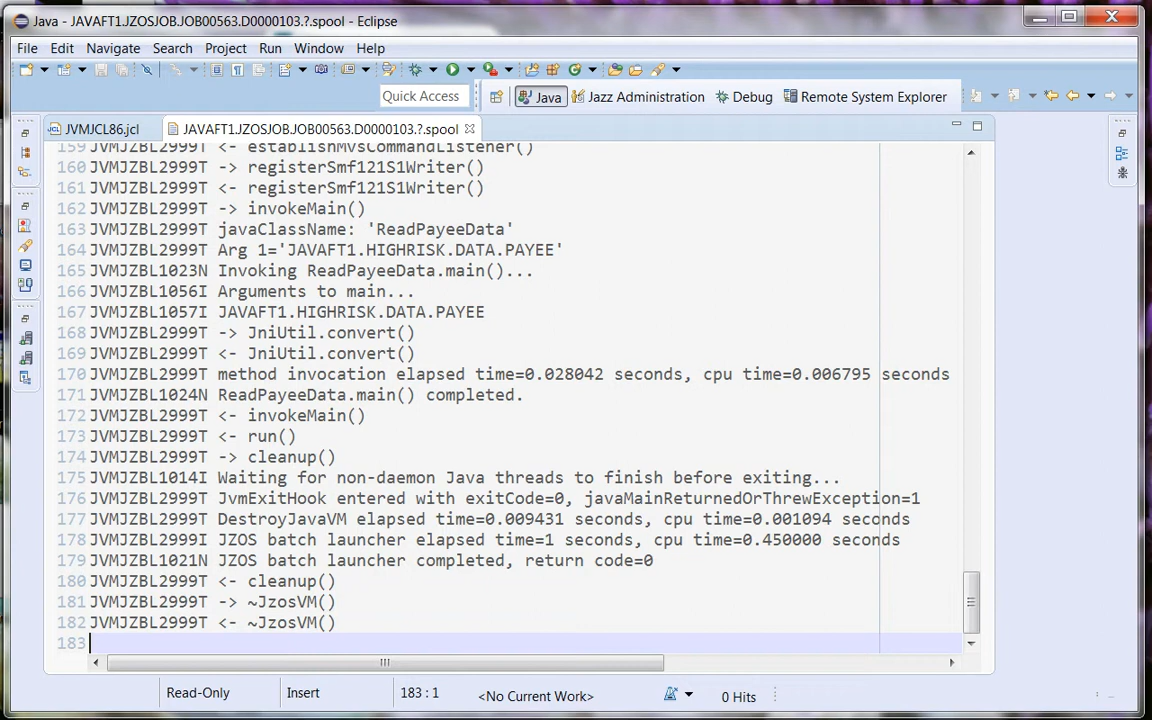 Java - JAVAFT1.JZOSJOB.JOB00563.D0000103.?.spool - Eclipse
File Edit Navigate Search Project Run Window Help
Quick Access Java Jazz Administration Debug Remote System Explorer
JVMJCL86.jcl JAVAFT1.JZOSJOB.JOB00563.D0000103.?.spool
159 JVMJZBL2999T <- establishMvsCommandListener()
160 JVMJZBL2999T -> registerSmf121S1Writer()
161 JVMJZBL2999T <- registerSmf121S1Writer()
162 JVMJZBL2999T -> invokeMain()
163 JVMJZBL2999T javaClassName: 'ReadPayeeData'
164 JVMJZBL2999T Arg 1='JAVAFT1.HIGHRISK.DATA.PAYEE'
165 JVMJZBL1023N Invoking ReadPayeeData.main()...
166 JVMJZBL1056I Arguments to main...
167 JVMJZBL1057I JAVAFT1.HIGHRISK.DATA.PAYEE
168 JVMJZBL2999T -> JniUtil.convert()
169 JVMJZBL2999T <- JniUtil.convert()
170 JVMJZBL2999T method invocation elapsed time=0.028042 seconds, cpu time=0.006795 seconds
171 JVMJZBL1024N ReadPayeeData.main() completed.
172 JVMJZBL2999T <- invokeMain()
173 JVMJZBL2999T <- run()
174 JVMJZBL2999T -> cleanup()
175 JVMJZBL1014I Waiting for non-daemon Java threads to finish before exiting...
176 JVMJZBL2999T JvmExitHook entered with exitCode=0, javaMainReturnedOrThrewException=1
177 JVMJZBL2999T DestroyJavaVM elapsed time=0.009431 seconds, cpu time=0.001094 seconds
178 JVMJZBL2999I JZOS batch launcher elapsed time=1 seconds, cpu time=0.450000 seconds
179 JVMJZBL1021N JZOS batch launcher completed, return code=0
180 JVMJZBL2999T <- cleanup()
181 JVMJZBL2999T -> ~JzosVM()
182 JVMJZBL2999T <- ~JzosVM()
183
Read-Only Insert 183 : 1 <No Current Work> 0 Hits